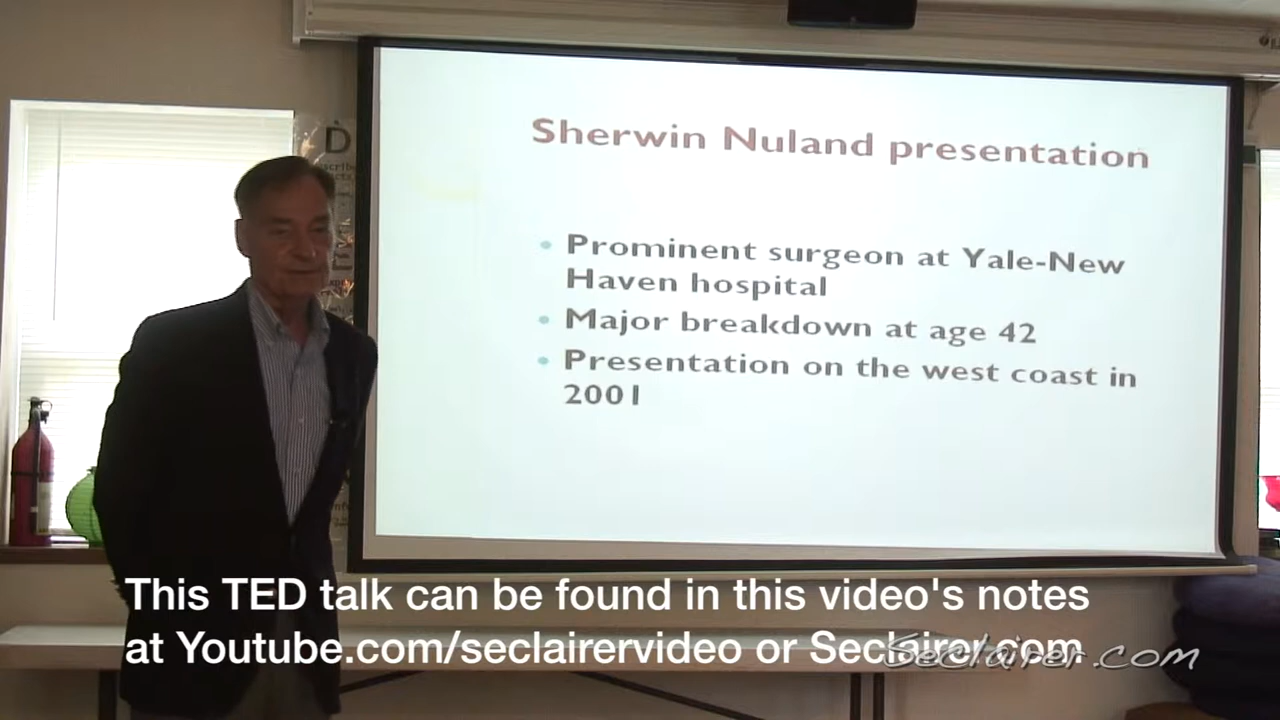 Sherwin Nuland presentation
• Prominent surgeon at Yale-New
Haven hospital
• Major breakdown at age 42
• Presentation on the west coast in
2001
D
This TED talk can be found in this video's notes
at Youtube.com/seclairervideo or Seclairer.com
Seclairer.com